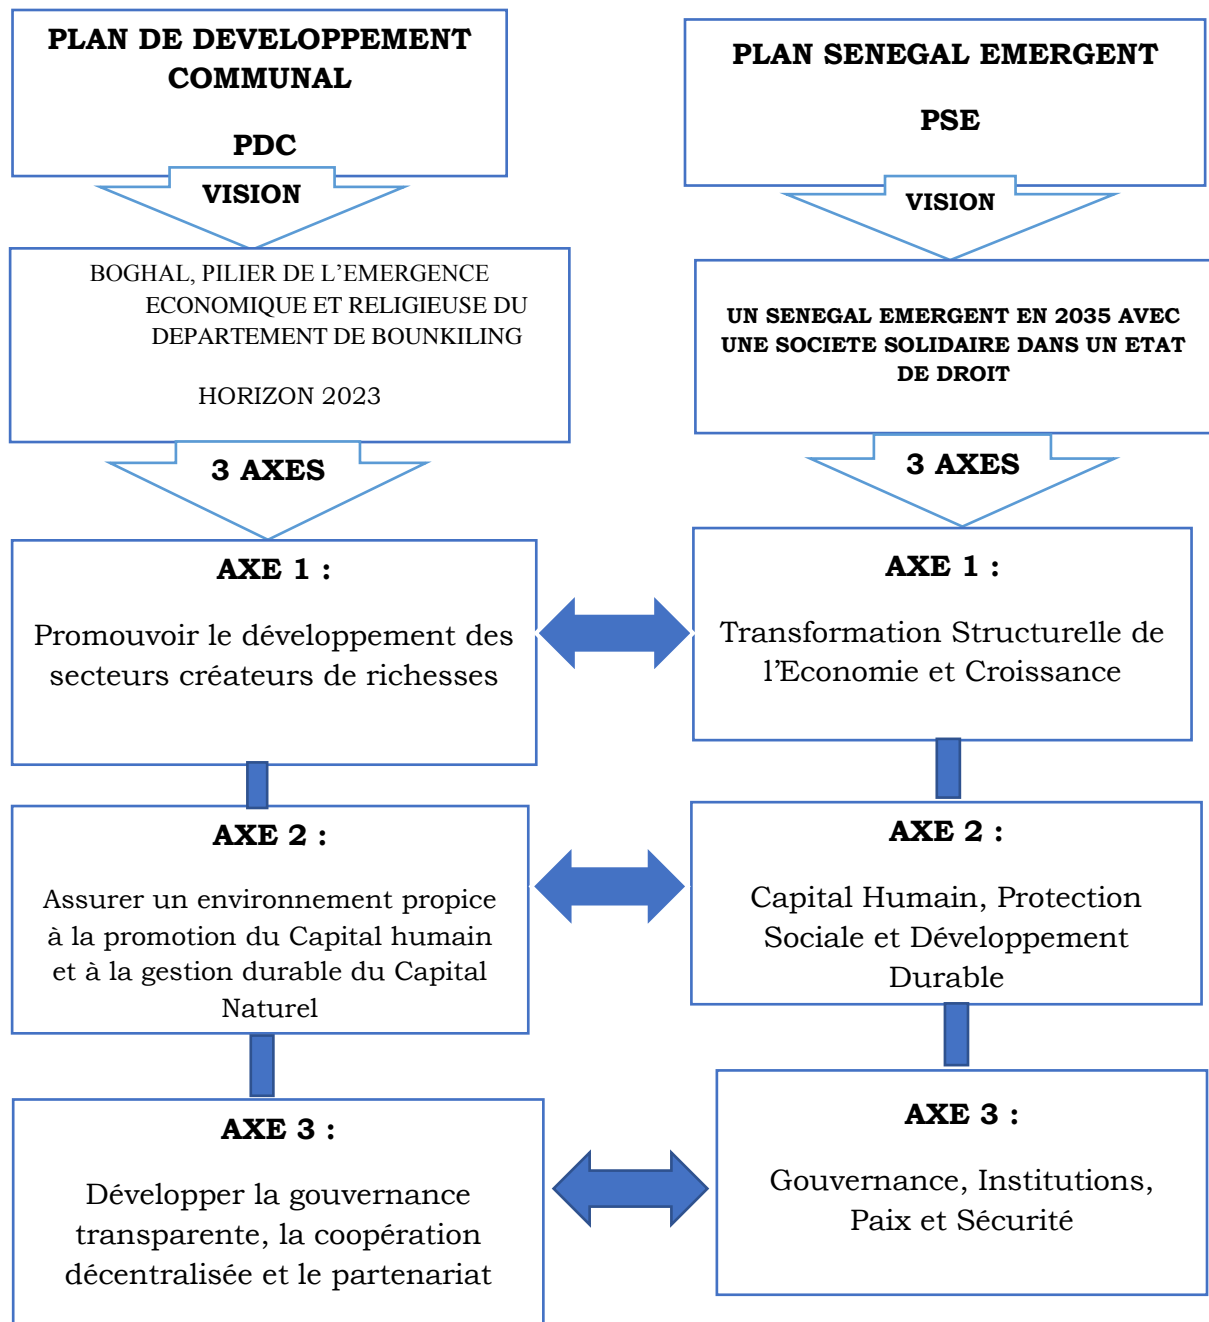 PLAN DE DEVELOPPEMENT
COMMUNAL
PDC
VISION
BOGHAL, PILIER DE L’EMERGENCE
ECONOMIQUE ET RELIGIEUSE DU
DEPARTEMENT DE BOUNKILING
HORIZON 2023
3 AXES
AXE 1 :
Promouvoir le développement des
secteurs créateurs de richesses
AXE 2 :
Assurer un environnement propice
à la promotion du Capital humain
et à la gestion durable du Capital
Naturel
AXE 3 :
Développer la gouvernance
transparente, la coopération
décentralisée et le partenariat
PLAN SENEGAL EMERGENT
PSE
VISION
UN SENEGAL EMERGENT EN 2035 AVEC
UNE SOCIETE SOLIDAIRE DANS UN ETAT
DE DROIT
3 AXES
AXE 1 :
Transformation Structurelle de
l’Economie et Croissance
AXE 2 :
Capital Humain, Protection
Sociale et Développement
Durable
AXE 3 :
Gouvernance, Institutions,
Paix et Sécurité